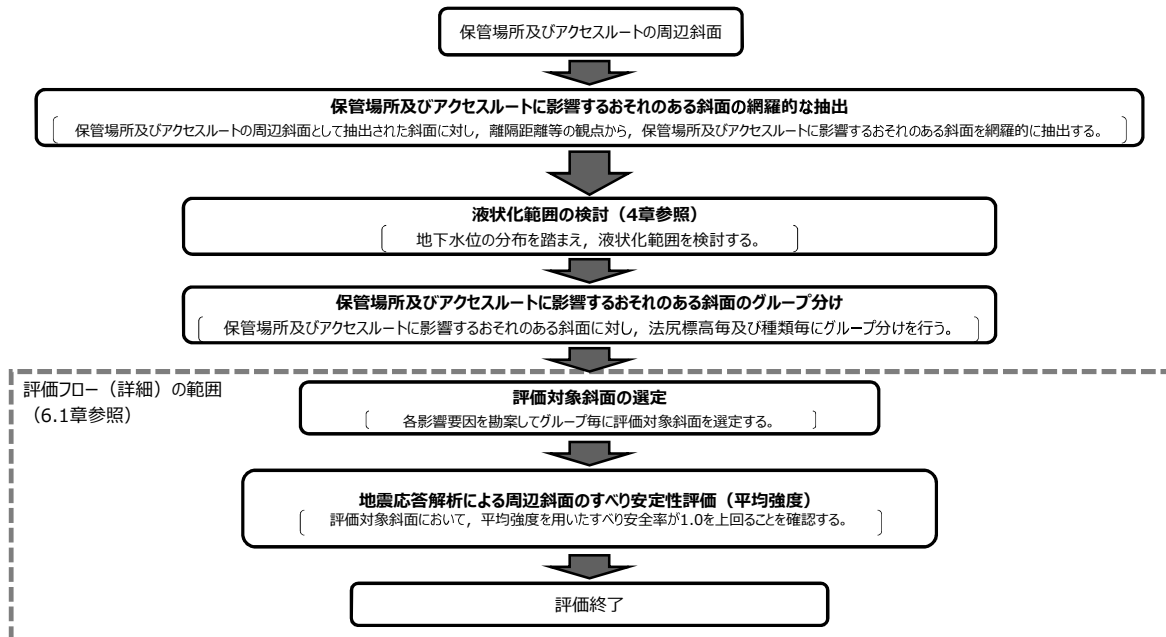 保管場所及びアクセスルートの周辺斜面
保管場所及びアクセスルートに影響するおそれのある斜面の網羅的な抽出
保管場所及びアクセスルートの周辺斜面として抽出された斜面に対し，離隔距離等の観点から，保管場所及びアクセスルートに影響するおそれのある斜面を網羅的に抽出する。
液状化範囲の検討（4章参照）
地下水位の分布を踏まえ，液状化範囲を検討する。
保管場所及びアクセスルートに影響するおそれのある斜面のグループ分け
保管場所及びアクセスルートに影響するおそれのある斜面に対し，法尻標高毎及び種類毎にグループ分けを行う。
評価フロー（詳細）の範囲
（6.1章参照）
評価対象斜面の選定
各影響要因を勘案してグループ毎に評価対象斜面を選定する。
地震応答解析による周辺斜面のすべり安定性評価（平均強度）
評価対象斜面において，平均強度を用いたすべり安全率が1.0を上回ることを確認する。
評価終了